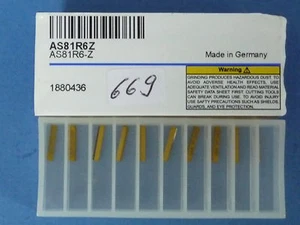 AS81R6Z
AS81R6-Z
Made in Germany
Warning
GRINDING PRODUCES HAZARDOUS DUST, TO
AVOID ADVERSE HEALTH EFFECTS, USE
ADEQUATE VENTILATION AND READ MATERIAL
SAFETY DATA SHEET FIRST. CUTTING TOOLS
CAN BREAK DURING USE. TO AVOID INJURY
USE SAFTY PRECAUTIONS SUCH AS SHIELDS,
GUARDS, AND EYE PROTECTION.
1880436
669